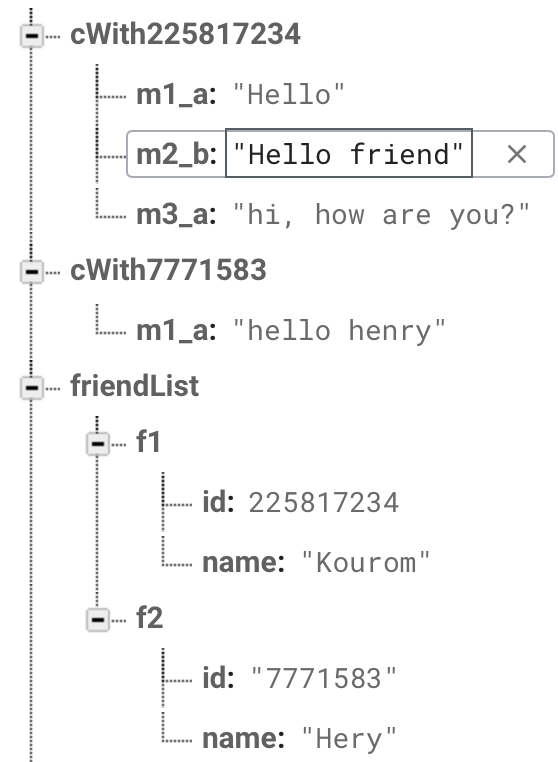 cWith225817234
m1_a: "Hello"
m2_b: "Hello friend" ×
m3_a: "hi, how are you?"
cWith7771583
m1_a: "hello henry"
friendList
f1
id: 225817234
name: "Kourom"
f2
id: "7771583"
name: "Hery"